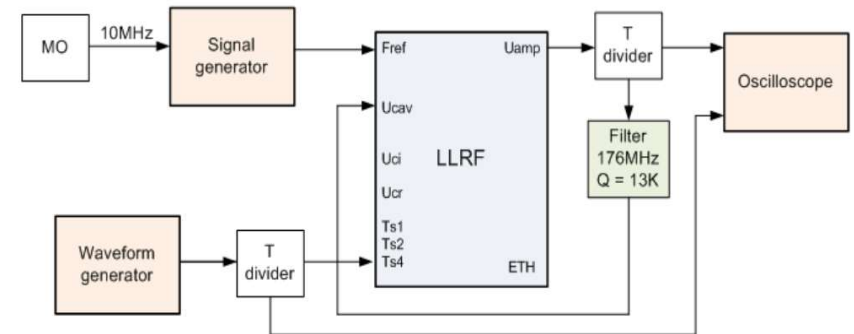 MO
10MHz
Signal
generator
Fref
Uamp
Ucav
Uci
LLRF
Ucr
Ts1
Ts2
Ts4
ETH
T
divider
Oscilloscope
Filter
176MHz
Q = 13K
Waveform
generator
T
divider